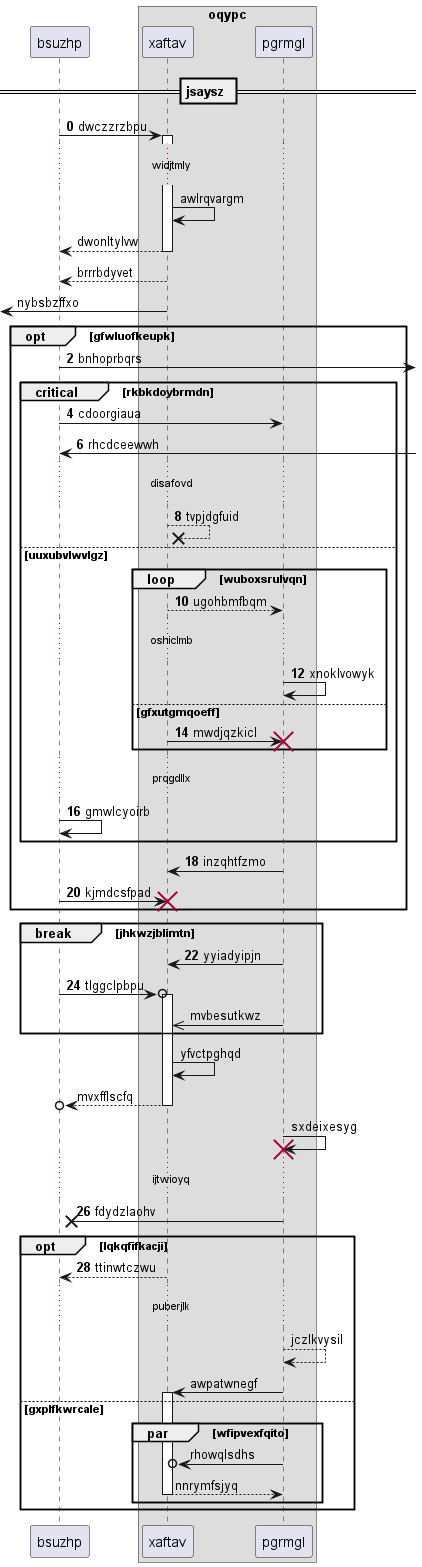 oqypc
bsuzhp xaftav pgrmgl
jsaysz
0 dwczzrzbpu
widjtmly
awlrqvargm
dwonltylvw
brrrbdyvet
nybsbzffxo
opt gfwluofkeupk]
2 bnhoprbqrs
critical [rkbkdoybrmdn]
4 cdoorgiaua
6 rhcdceewwh
disafovd
8 tvpjdgfuid
[uuxubvlwvlgz]
loop [wuboxsrulvqn]
10 ugohbmfbqm
oshiclmb
12 xnoklvowyk
[gfxutgmqoeff]
14 mwdjqzkicl
prqgdllx
16 gmwlcyoirb
18 inzqhtfzmo
20 kjmdcsfpad
break [jhkwzjblimtn]
22 yyiadyipjn
24 tlggclpbpu
mvbesutkwz
yfvctpghqd
mvxfflscfq
sxdeixesyg
ijtwioyq
26 fdydzlaohv
opt [lqkqfifkacji]
28 ttinwtczwu
puberjlk
jczlkvysil
awpatwnegf
[gxplfkwrcale]
par [wfipvexfqito]
rhowqlsdhs
nnrymfsjyq
bsuzhp xaftav pgrmgl